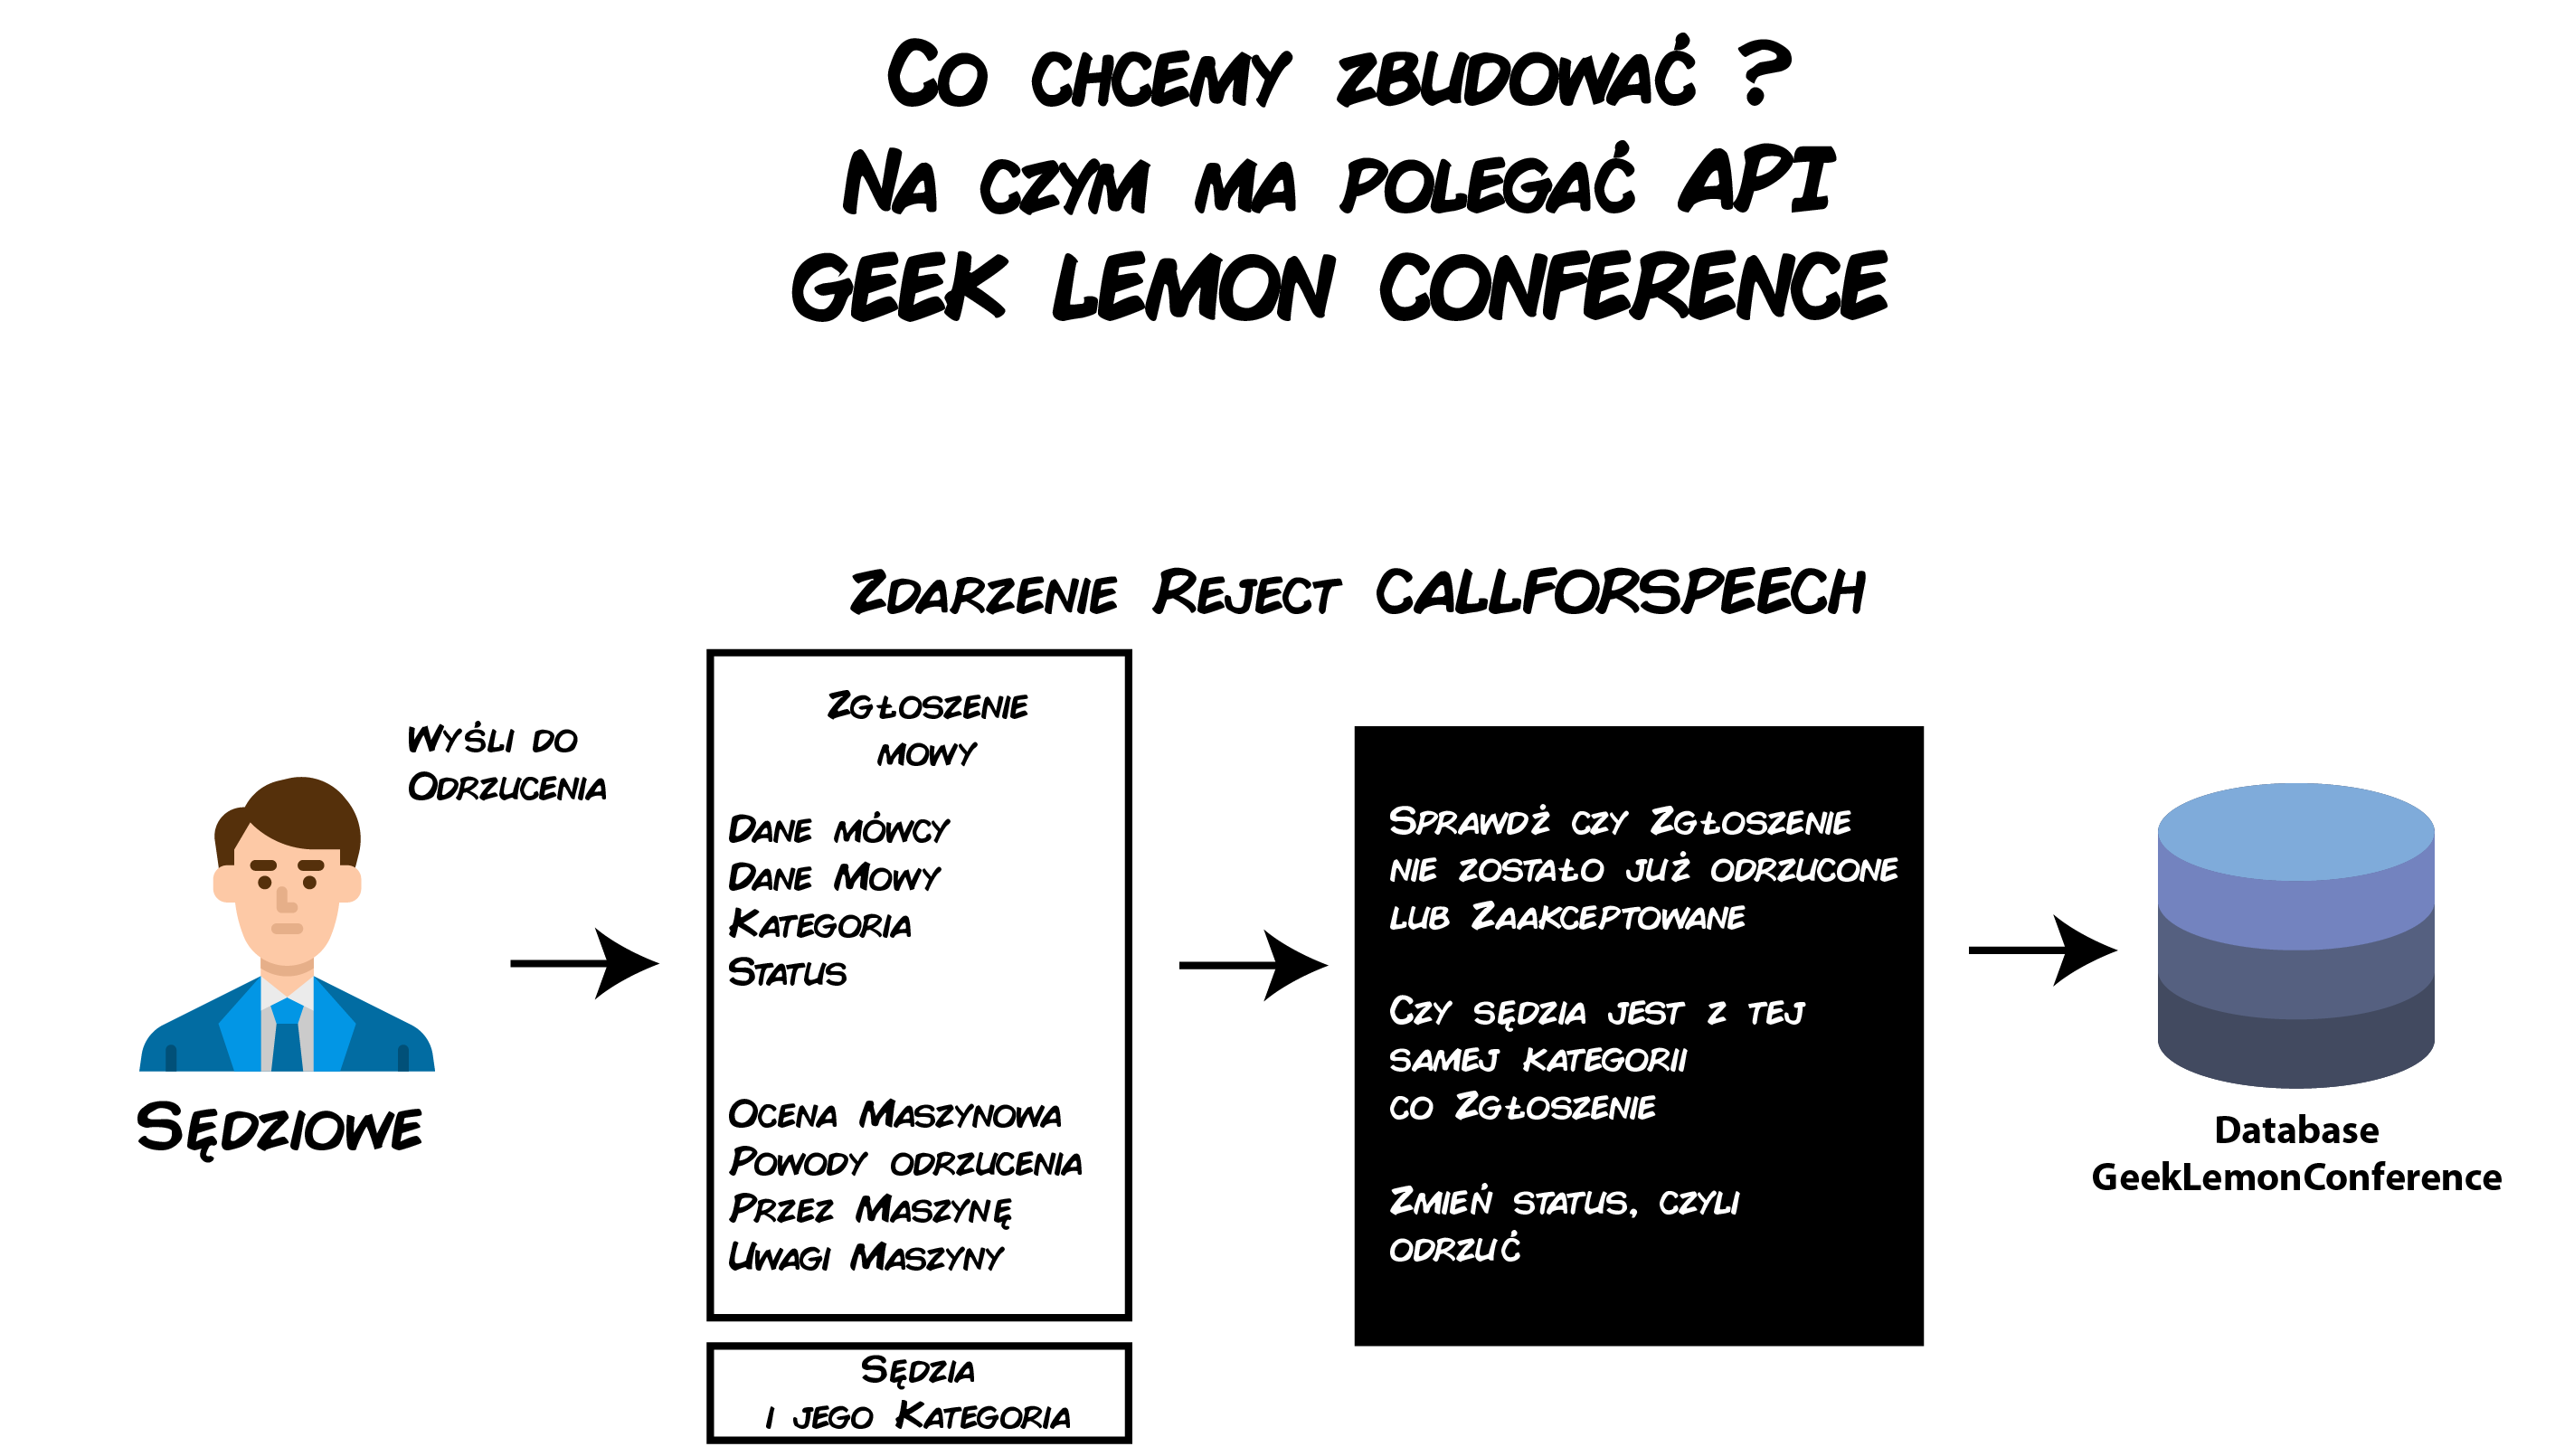 Co chcemy zbudować ?
Na czym ma polegać API
GEEK LEMON CONFERENCE
Zdarzenie Reject CALLFORSPEECH
Wyśli do
Odrzucenia
Sędziowe
Zgłoszenie
mowy
Dane mówcy
Dane Mowy
Kategoria
Status
Ocena Maszynowa
Powody odrzucenia
Przez Maszynę
Uwagi Maszyny
Sędzia
i jego Kategoria
Sprawdż czy Zgłoszenie
nie zostało już odrzucone
lub Zaakceptowane
Czy sędzia jest z tej
samej Kategorii
co Zgłoszenie
Zmień status, czyli
odrzuć
Database
GeekLemonConference